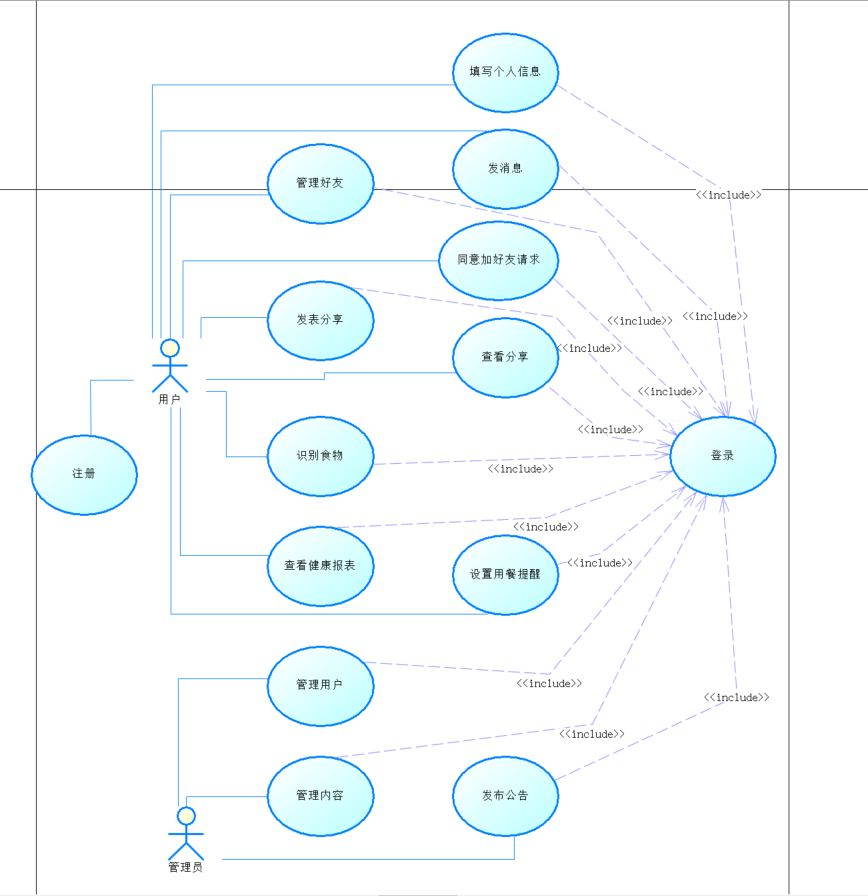 填写个人信息
发消息
管理好友
<<include>>
同意加好友请求
发表分享
<<include>>
<<include>>
查看分享
<<include>>
用户
<<include>>
<<include>>
注册
识别食物
登录
<<include>>
<<include>>
查看健康报表
设置用餐提醒
<<include>>
管理用户
<<include>>
<<include>>
<<include>>
管理内容
发布公告
管理员